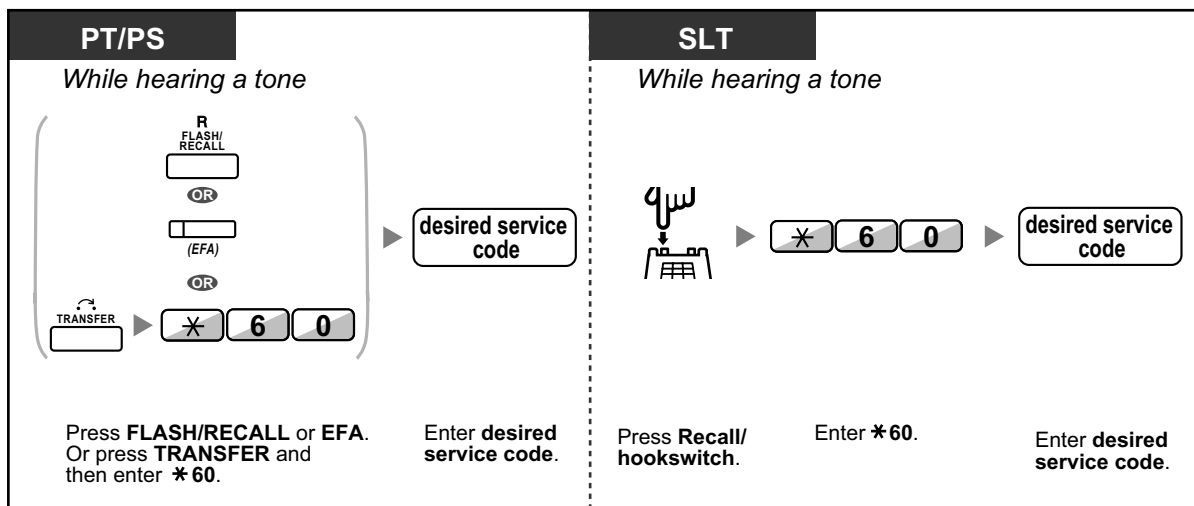 PT/PS
While hearing a tone
R
FLASH/
RECALL
OR
(EFA)
OR
TRANSFER
* 6 0
desired service
code
Press FLASH/RECALL or EFA.
Or press TRANSFER and
then enter *60.
Enter desired
service code.
SLT
While hearing a tone
* 6 0
desired service
code
Press Recall/
hookswitch.
Enter *60.
Enter desired
service code.